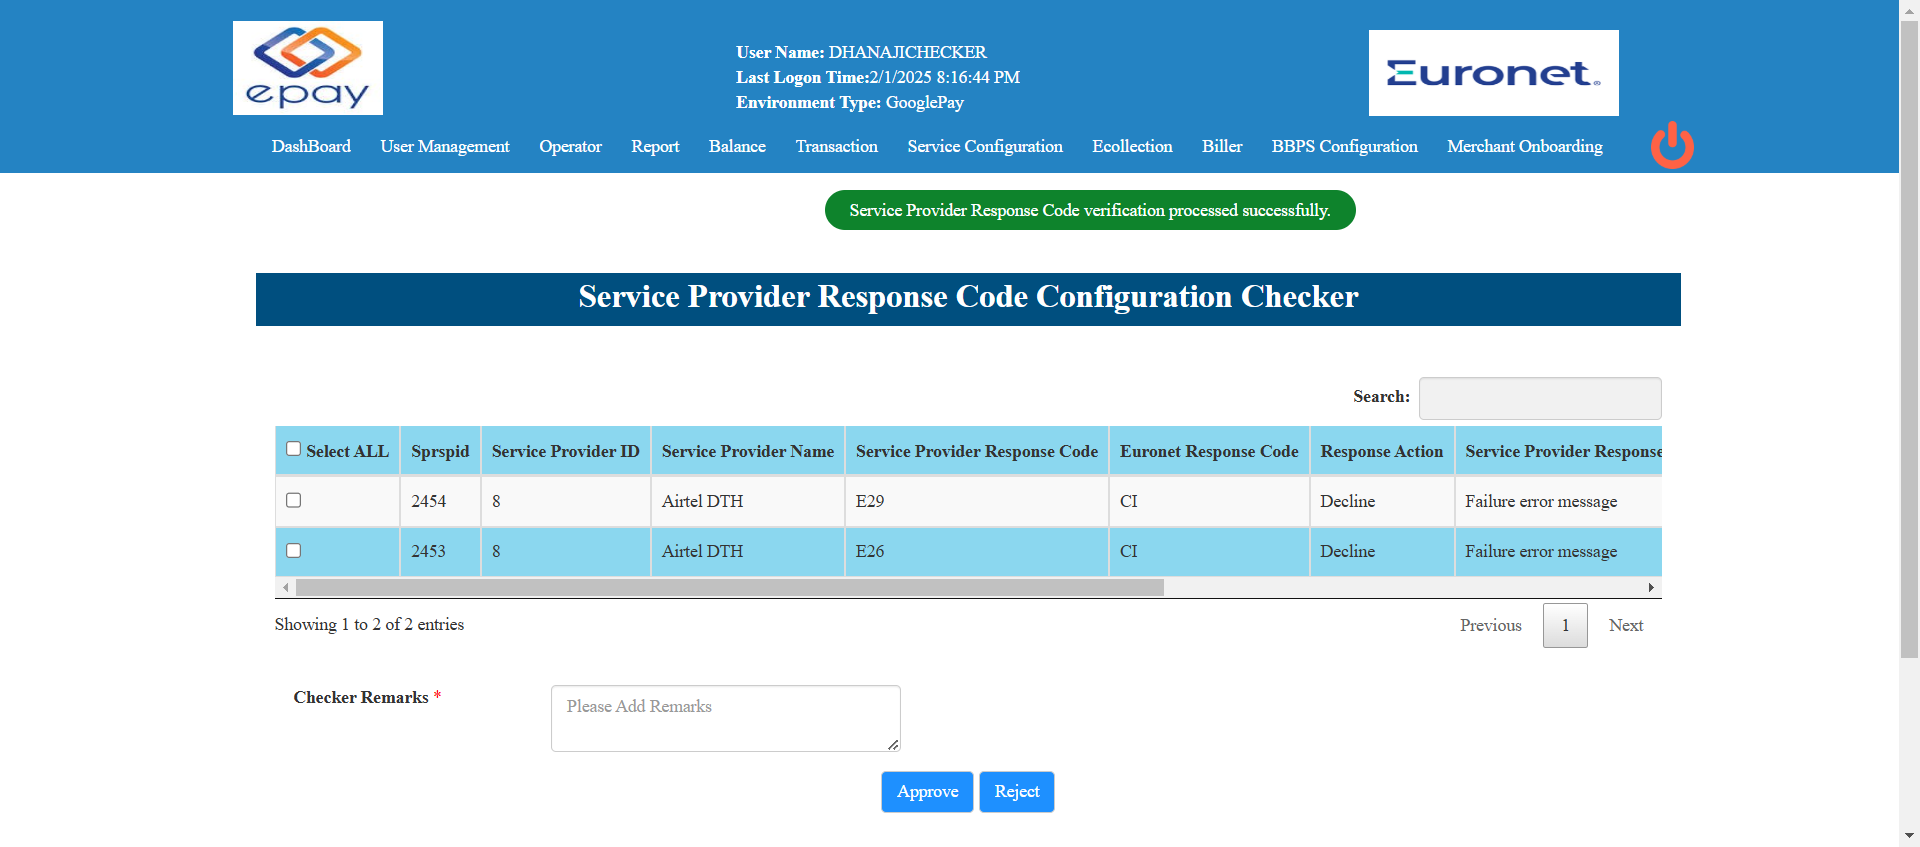 epay
User Name: DHANAJICHECKER
Last Logon Time:2/1/2025 8:16:44 PM
Environment Type: GooglePay
Euronet®
DashBoard User Management Operator Report Balance Transaction Service Configuration Ecollection Biller BBPS Configuration Merchant Onboarding
Service Provider Response Code verification processed successfully.
Service Provider Response Code Configuration Checker
Search:
Select ALL Sprspid Service Provider ID Service Provider Name Service Provider Response Code Euronet Response Code Response Action Service Provider Response
2454 8 Airtel DTH E29 CI Decline Failure error message
2453 8 Airtel DTH E26 CI Decline Failure error message
Showing 1 to 2 of 2 entries
Previous 1 Next
Checker Remarks *
Please Add Remarks
Approve Reject